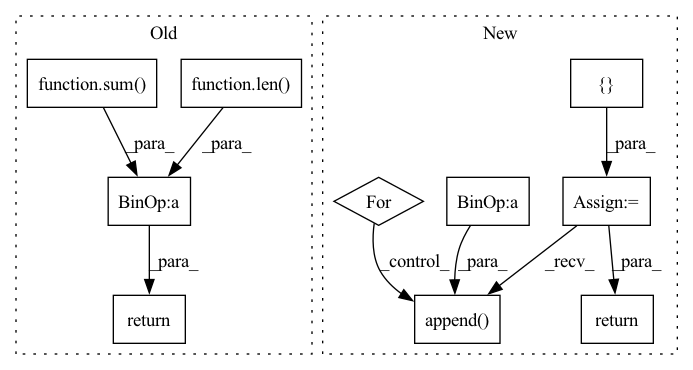 Old
New
function.sum()
function.len()
{}
_para_
_para_
_para_
BinOp:a
For
BinOp:a
Assign:=
_para_
_control_
_para_
_recv_
_para_
return
append()
return